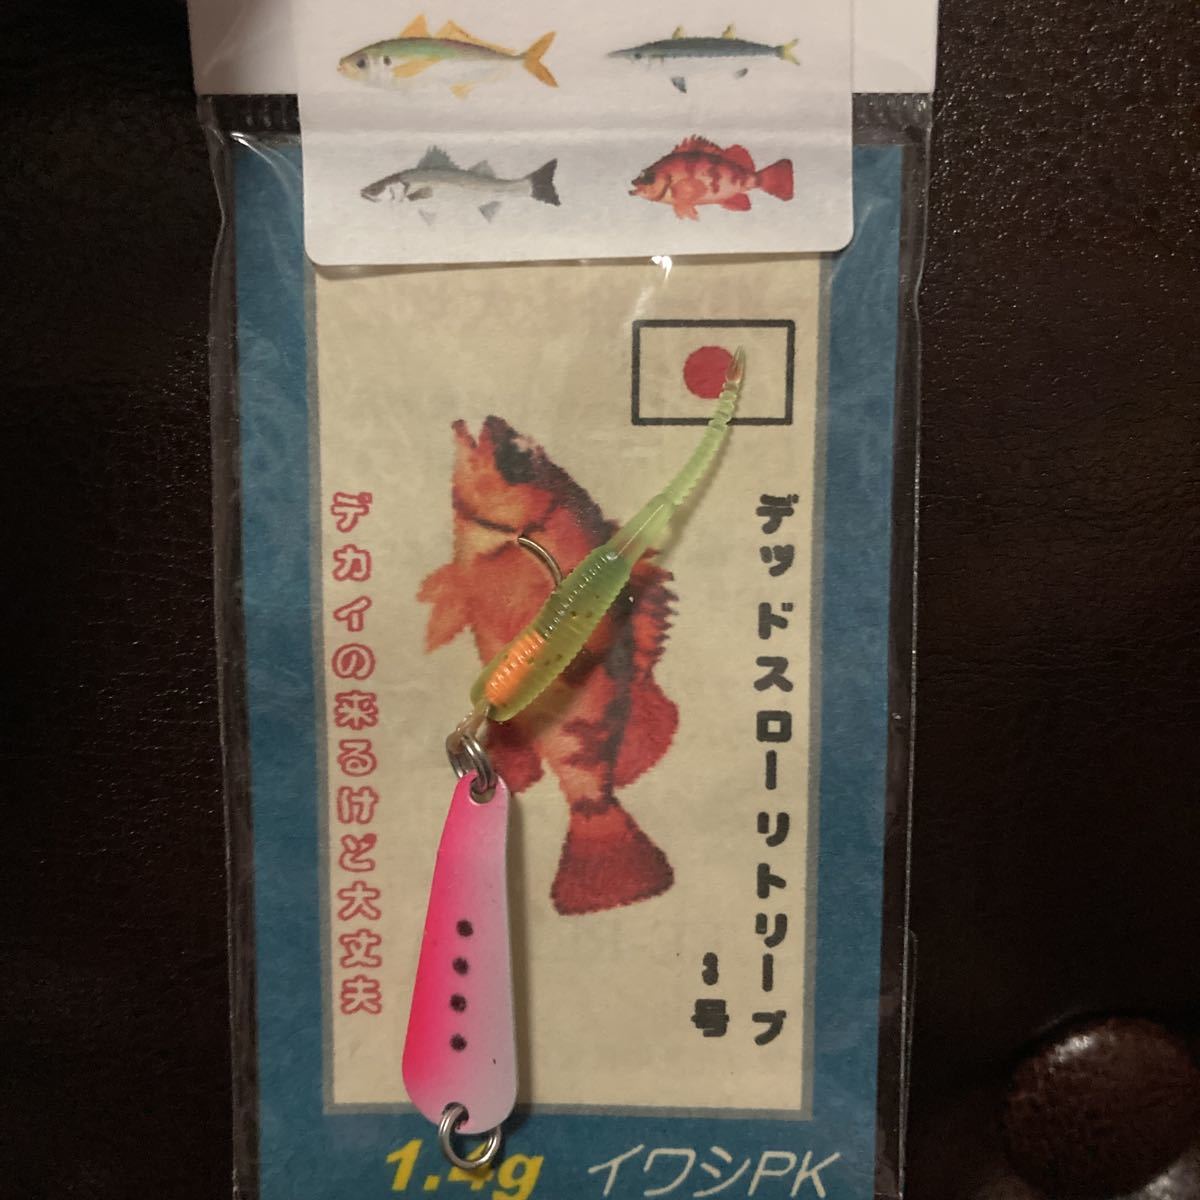 デッドスローリトリーブ
3号
デカイの来るけど大丈夫
1.4g イワシPK